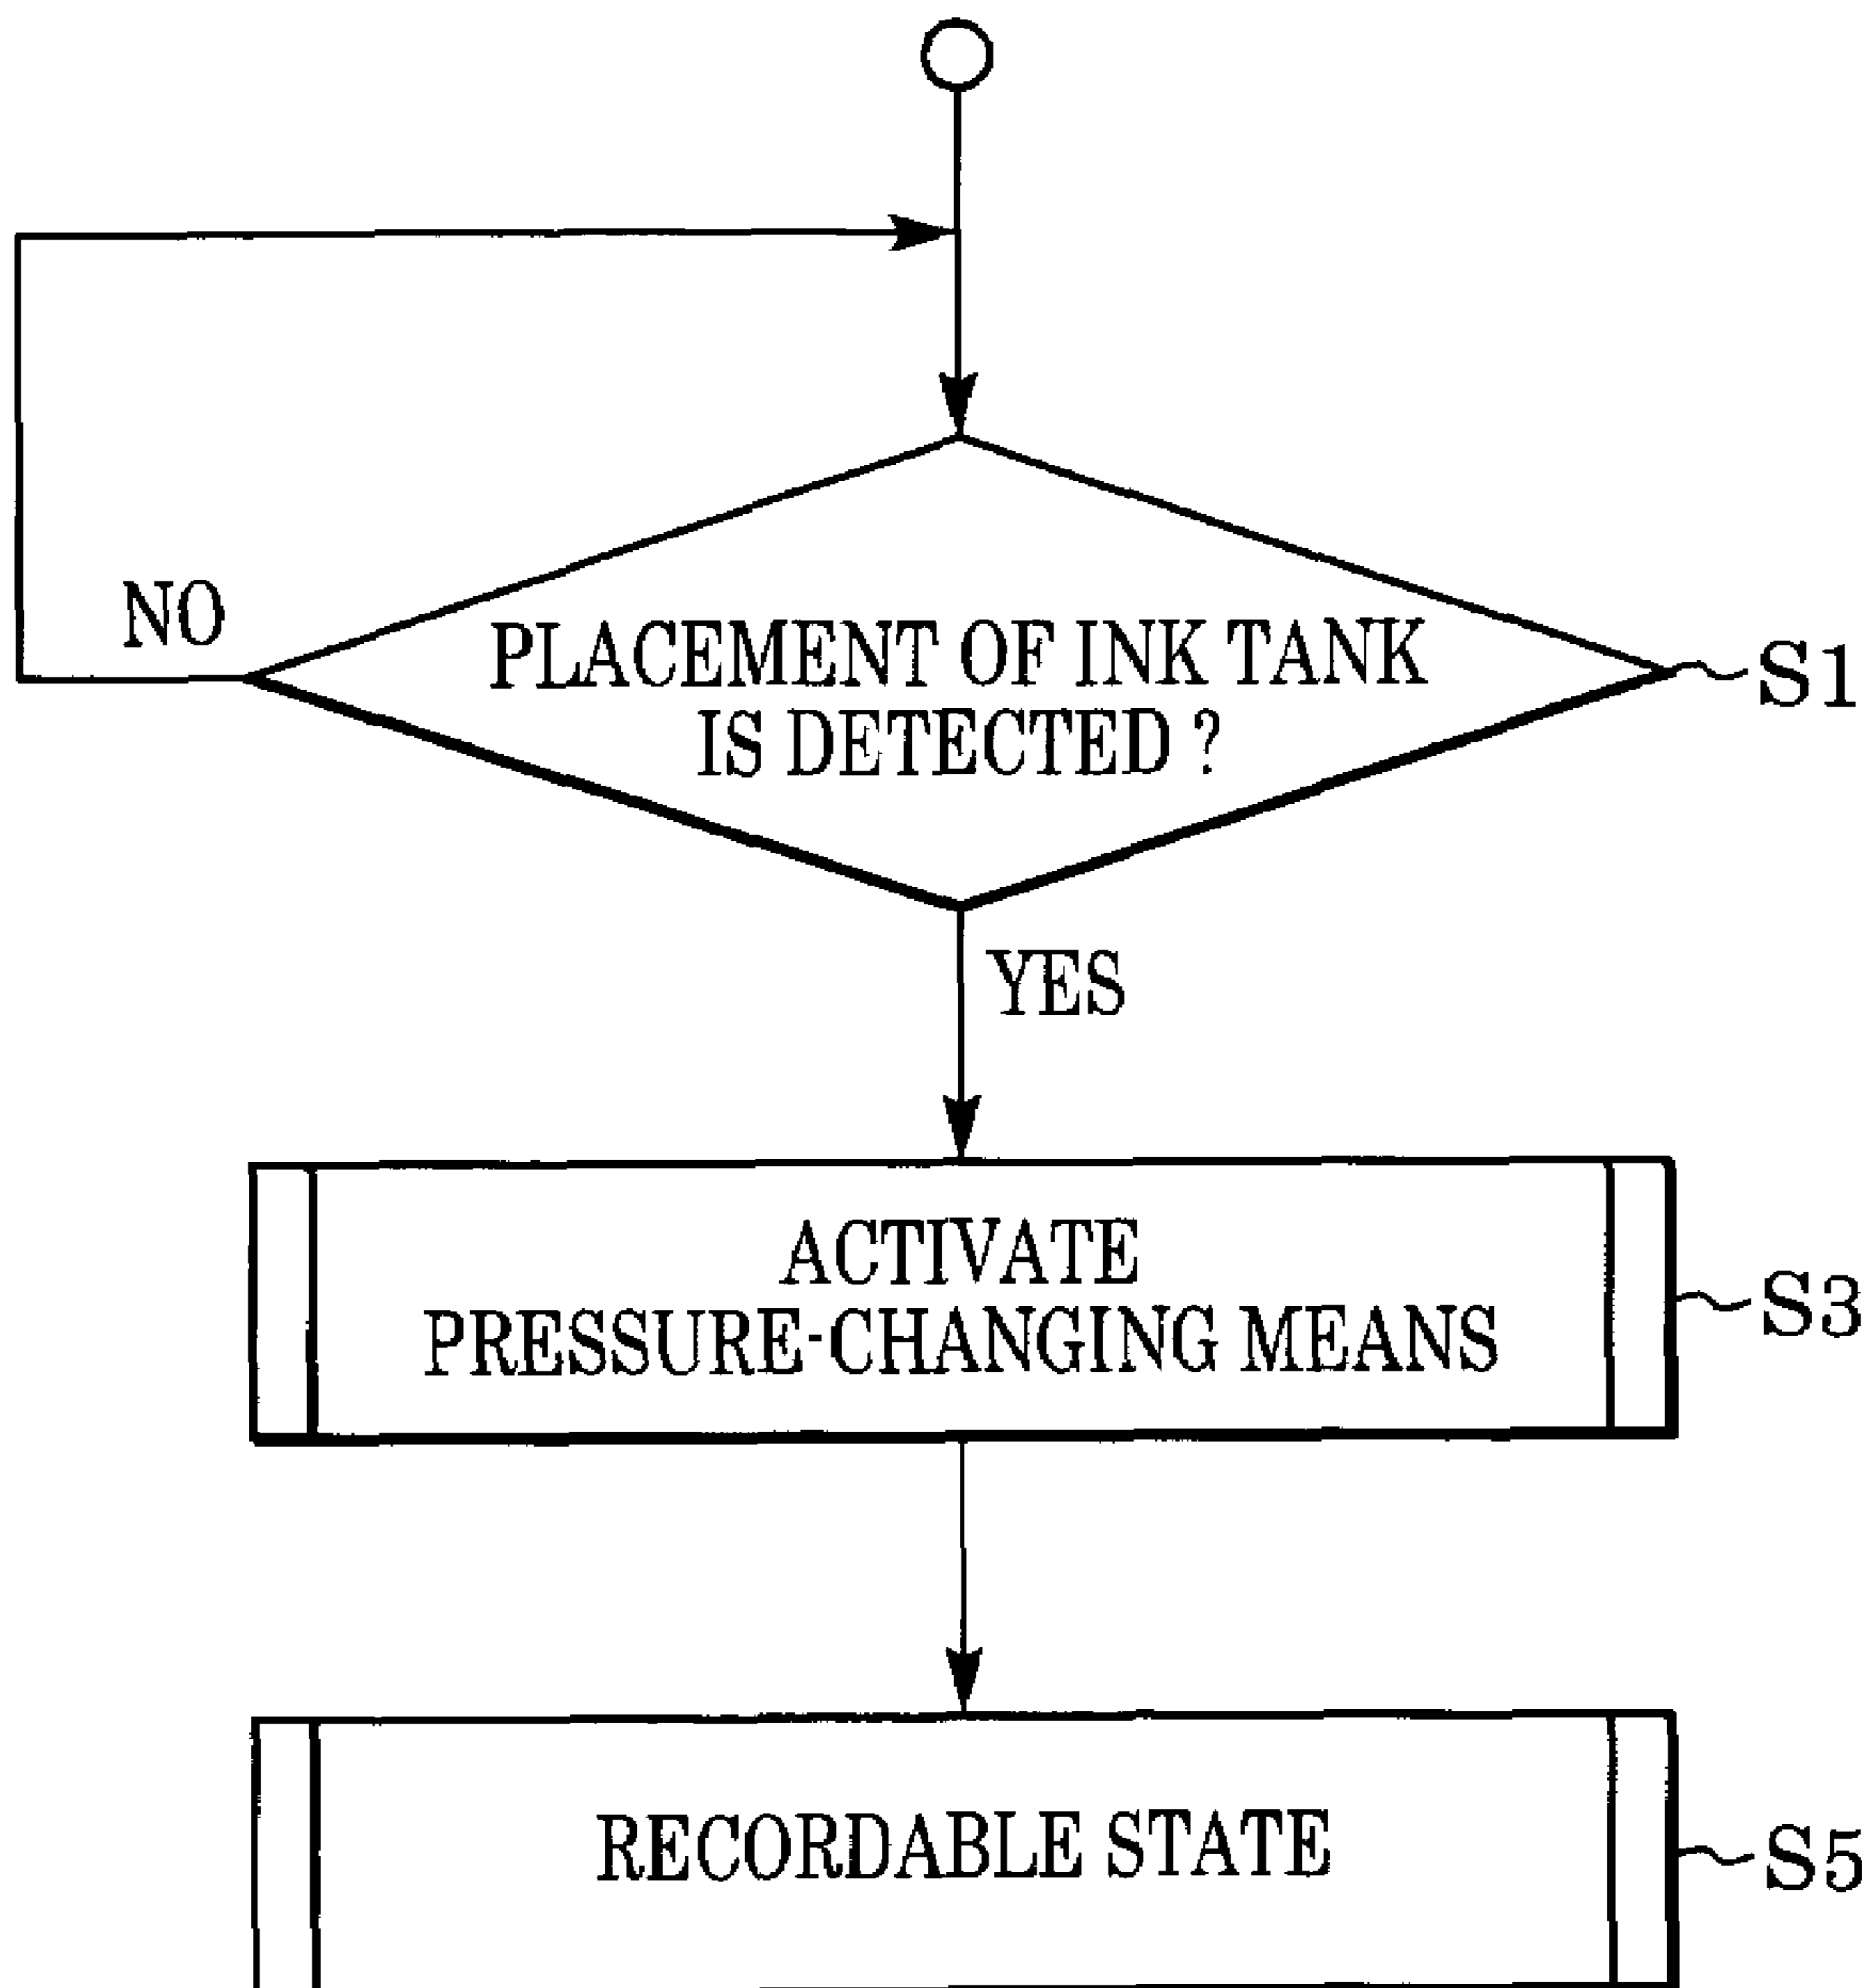 NO
PLACEMENT OF INK TANK
IS DETECTED ?
S1
YES
ACTIVATE
PRESSURE-CHANGING MEANS
S3
RECORDABLE STATE
S5